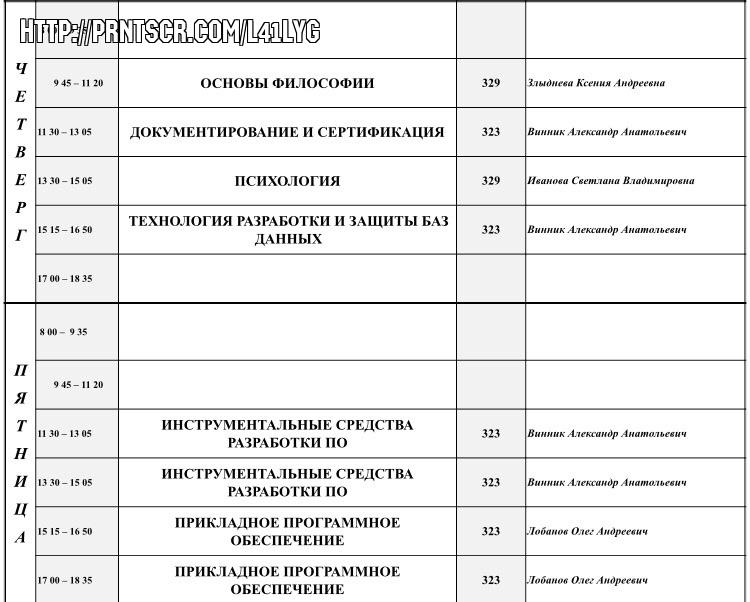 HTTP://PRNTSCR.COM/L41LYG
ЧЕТВЕРГ
9 45 – 11 20 ОСНОВЫ ФИЛОСОФИИ 329 Злыднева Ксения Андреевна
11 30 – 13 05 ДОКУМЕНТИРОВАНИЕ И СЕРТИФИКАЦИЯ 323 Винник Александр Анатольевич
13 30 – 15 05 ПСИХОЛОГИЯ 329 Иванова Светлана Владимировна
15 15 – 16 50 ТЕХНОЛОГИЯ РАЗРАБОТКИ И ЗАЩИТЫ БАЗ
ДАННЫХ 323 Винник Александр Анатольевич
17 00 – 18 35
ПЯТНИЦА
8 00 – 9 35
9 45 – 11 20
11 30 – 13 05 ИНСТРУМЕНТАЛЬНЫЕ СРЕДСТВА
РАЗРАБОТКИ ПО 323 Винник Александр Анатольевич
13 30 – 15 05 ИНСТРУМЕНТАЛЬНЫЕ СРЕДСТВА
РАЗРАБОТКИ ПО 323 Винник Александр Анатольевич
15 15 – 16 50 ПРИКЛАДНОЕ ПРОГРАММНОЕ
ОБЕСПЕЧЕНИЕ 323 Лобанов Олег Андреевич
17 00 – 18 35 ПРИКЛАДНОЕ ПРОГРАММНОЕ
ОБЕСПЕЧЕНИЕ 323 Лобанов Олег Андреевич